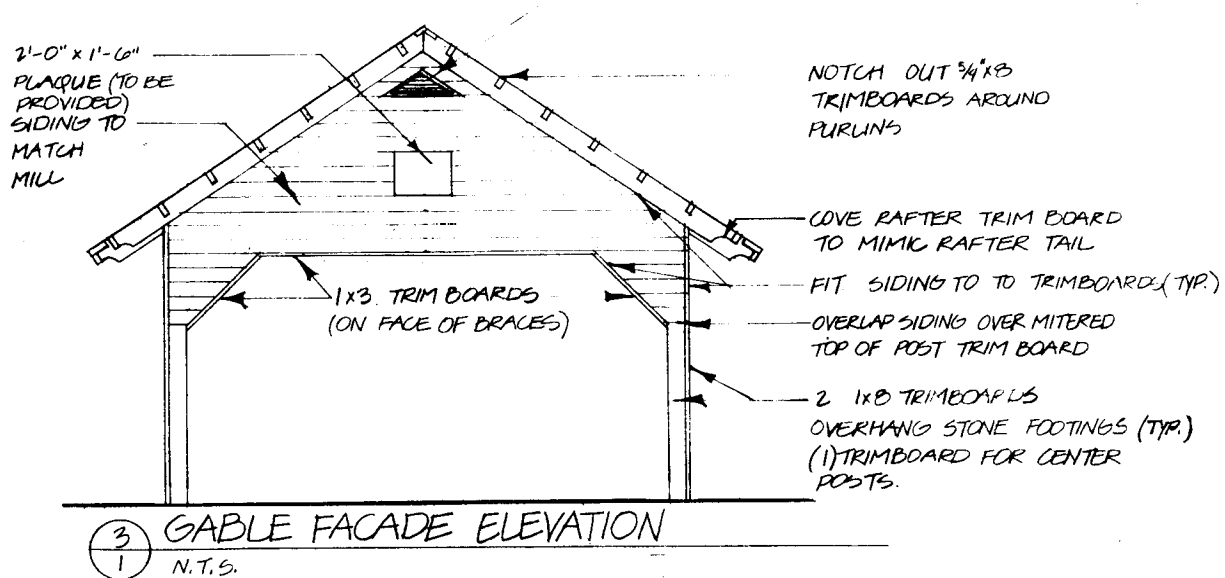 2'-0" x 1'-6"
PLAQUE (TO BE
PROVIDED)
SIDING TO
MATCH
MILL
NOTCH OUT 5/4"x8
TRIMBOARDS AROUND
PURLINS
COVE RAFTER TRIM BOARD
TO MIMIC RAFTER TAIL
FIT SIDING TO TO TRIMBOARDS (TYP.)
OVERLAP SIDING OVER MITERED
TOP OF POST TRIM BOARD
1x3 TRIM BOARDS
(ON FACE OF BRACES)
2 1x8 TRIMBOARDS
OVERHANG STONE FOOTINGS (TYP.)
(1) TRIMBOARD FOR CENTER
POSTS.
3
1
GABLE FACADE ELEVATION
N.T.S.